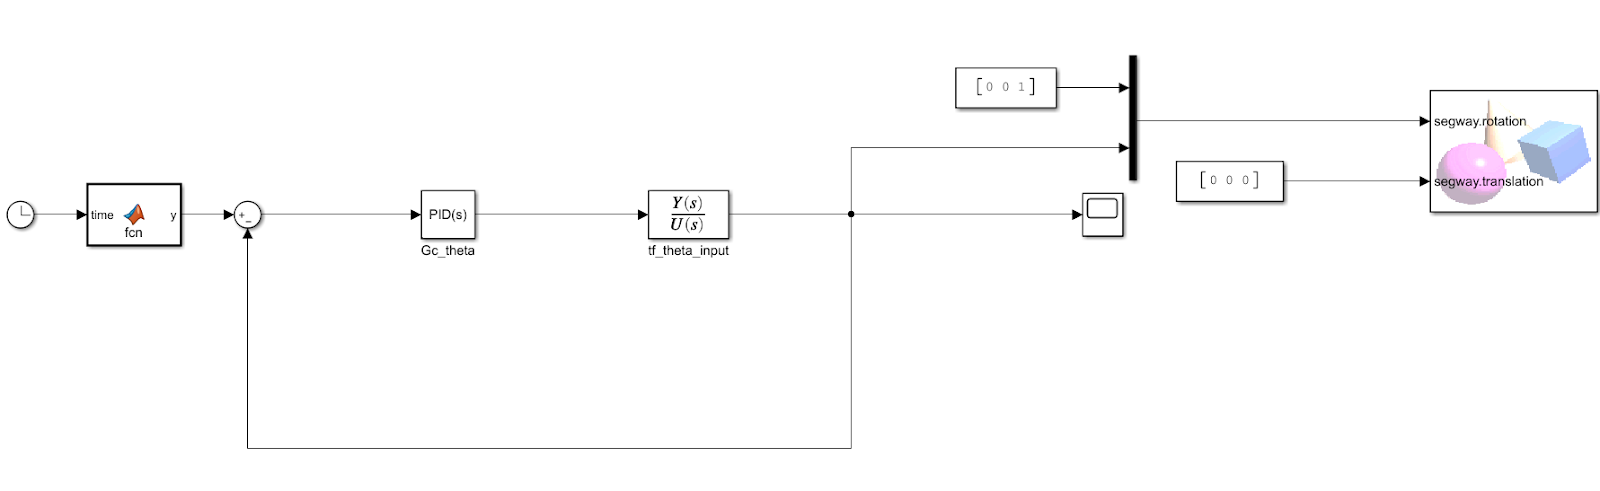 [0 0 1]
segway.rotation
[0 0 0]
segway.translation
time
y
fcn
+
−
PID(s)
Gc_theta
Y(s)
U(s)
tf_theta_input